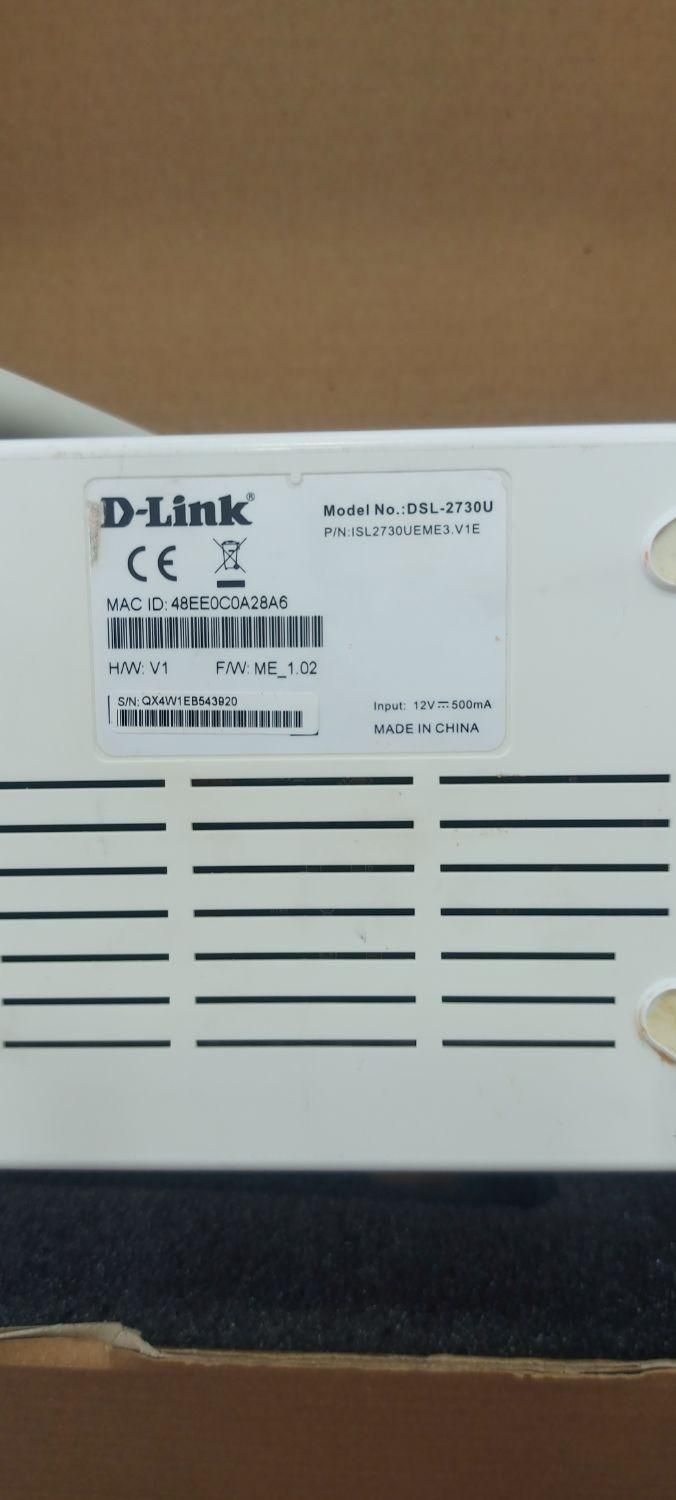 D-Link®
Model No.:DSL-2730U
P/N:ISL2730UEME3.V1E
CE
MAC ID: 48EE0C0A28A6
H/W: V1 F/W: ME_1.02
S/N: QX4W1EB543920
Input: 12V⎓500mA
MADE IN CHINA